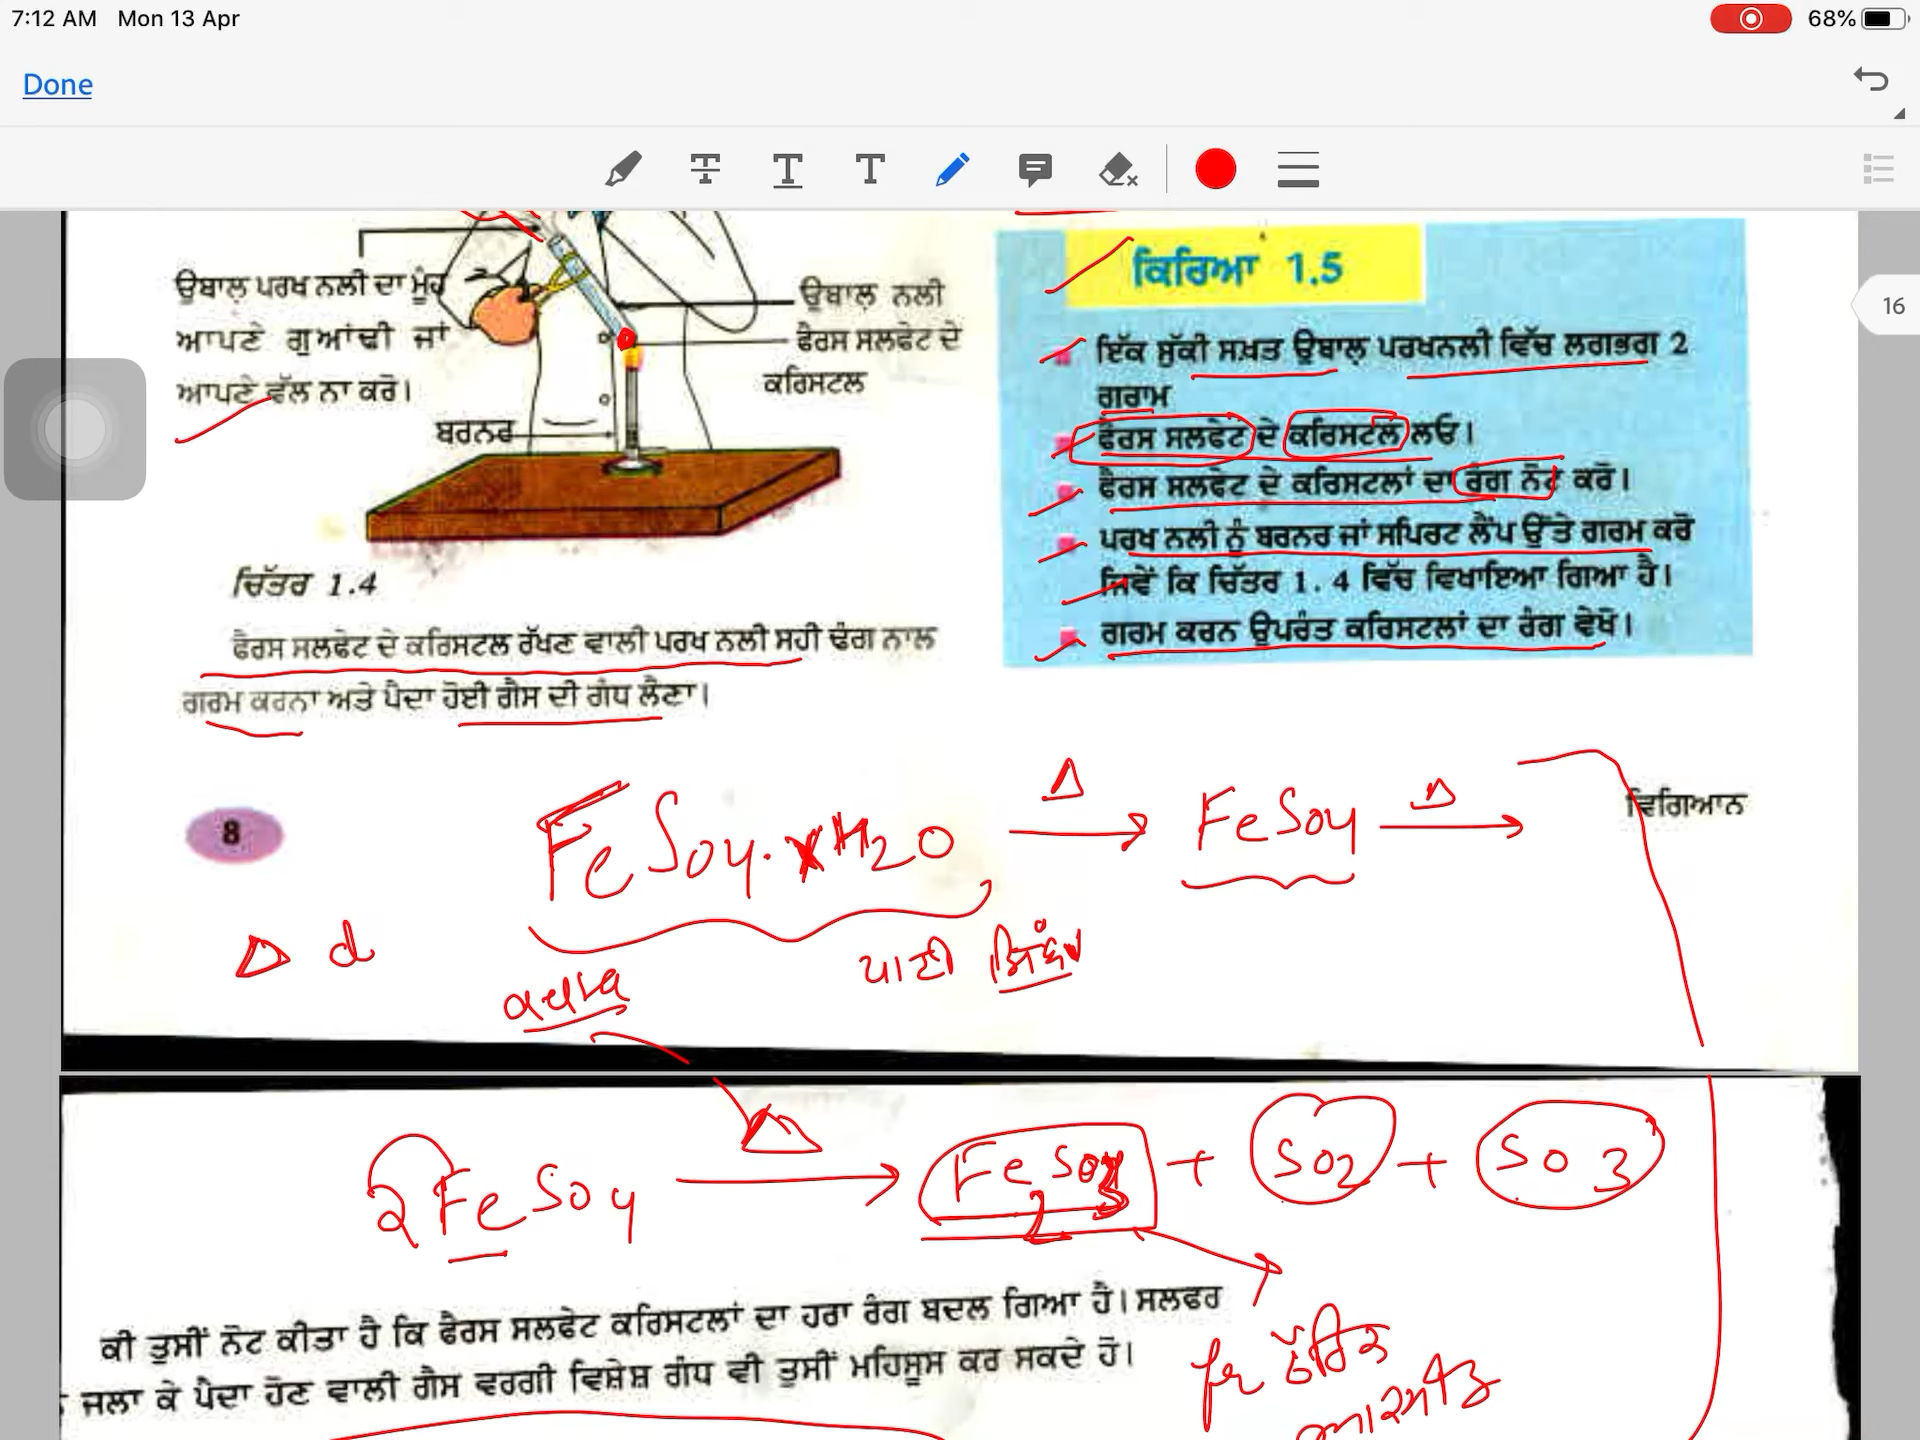 7:12 AM Mon 13 Apr
68%
Done
16
ਉਬਾਲ਼ ਪਰਖ ਨਲੀ ਦਾ ਮੂੰਹ
ਆਪਣੇ ਗੁਆਂਢੀ ਜਾਂ
ਆਪਣੇ ਵੱਲ ਨਾ ਕਰੋ।
ਉਬਾਲ਼ ਨਲੀ
ਫੈਰਸ ਸਲਫੇਟ ਦੇ
ਕਰਿਸਟਲ
ਬਰਨਰ
ਚਿੱਤਰ 1.4
ਫੈਰਸ ਸਲਫੇਟ ਦੇ ਕਰਿਸਟਲ ਰੱਖਣ ਵਾਲੀ ਪਰਖ ਨਲੀ ਸਹੀ ਢੰਗ ਨਾਲ
ਗਰਮ ਕਰਨਾ ਅਤੇ ਪੈਦਾ ਹੋਈ ਗੈਸ ਦੀ ਗੰਧ ਲੈਣਾ।
ਕਿਰਿਆ 1.5
ਇੱਕ ਸੁੱਕੀ ਸਖ਼ਤ ਉਬਾਲ਼ ਪਰਖਨਲੀ ਵਿੱਚ ਲਗਭਗ 2
ਗਰਾਮ
ਫੈਰਸ ਸਲਫੇਟ ਦੇ ਕਰਿਸਟਲ ਲਓ।
ਫੈਰਸ ਸਲਫੇਟ ਦੇ ਕਰਿਸਟਲਾਂ ਦਾ ਰੰਗ ਨੋਟ ਕਰੋ।
ਪਰਖ ਨਲੀ ਨੂੰ ਬਰਨਰ ਜਾਂ ਸਪਿਰਟ ਲੈਂਪ ਉੱਤੇ ਗਰਮ ਕਰੋ
ਜਿਵੇਂ ਕਿ ਚਿੱਤਰ 1.4 ਵਿੱਚ ਵਿਖਾਇਆ ਗਿਆ ਹੈ।
ਗਰਮ ਕਰਨ ਉਪਰੰਤ ਕਰਿਸਟਲਾਂ ਦਾ ਰੰਗ ਵੇਖੋ।
8
ਵਿਗਿਆਨ
FeSO4. xH2O Δ → FeSO4 Δ →
Δ d
ਪਾਣੀ
2FeSO4 Δ → Fe2 + SO2 + SO3
ਕੀ ਤੁਸੀਂ ਨੋਟ ਕੀਤਾ ਹੈ ਕਿ ਫੈਰਸ ਸਲਫੇਟ ਕਰਿਸਟਲਾਂ ਦਾ ਹਰਾ ਰੰਗ ਬਦਲ ਗਿਆ ਹੈ। ਸਲਫਰ
ਜਲਾ ਕੇ ਪੈਦਾ ਹੋਣ ਵਾਲੀ ਗੈਸ ਵਰਗੀ ਵਿਸ਼ੇਸ਼ ਗੰਧ ਵੀ ਤੁਸੀਂ ਮਹਿਸੂਸ ਕਰ ਸਕਦੇ ਹੋ।